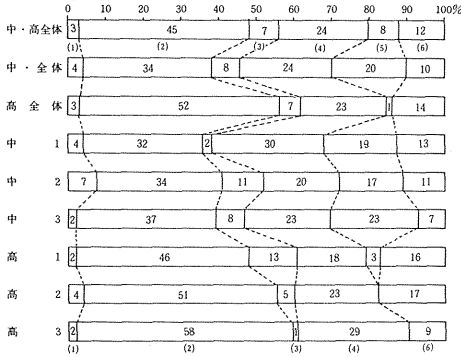 0 10 20 30 40 50 60 70 80 90 100%
中・高全体 3 45 7 24 8 12
(1) (2) (3) (4) (5) (6)
中・全体 4 34 8 24 20 10
高全体 3 52 7 23 1 14
中 1 4 32 2 30 19 13
中 2 7 34 11 20 17 11
中 3 2 37 8 23 23 7
高 1 2 46 13 18 3 16
高 2 4 51 5 23 17
高 3 2 58 1 29 9
(1) (2) (3) (4) (6)